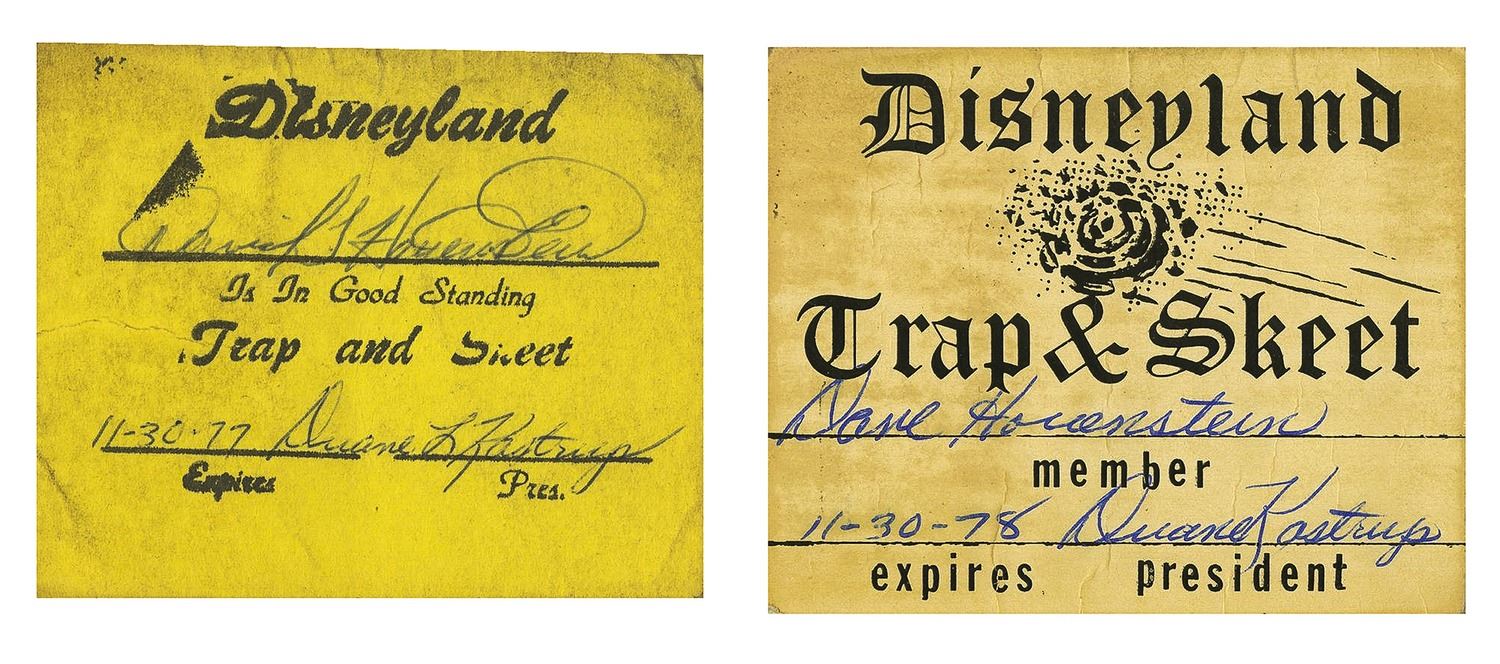 Disneyland
Is In Good Standing
Trap and Skeet
11-30-77 Duane L Kastrup
Expires Pres.
Disneyland
Trap & Skeet
Dave Howenstein
member
11-30-78 Duane Kastrup
expires president